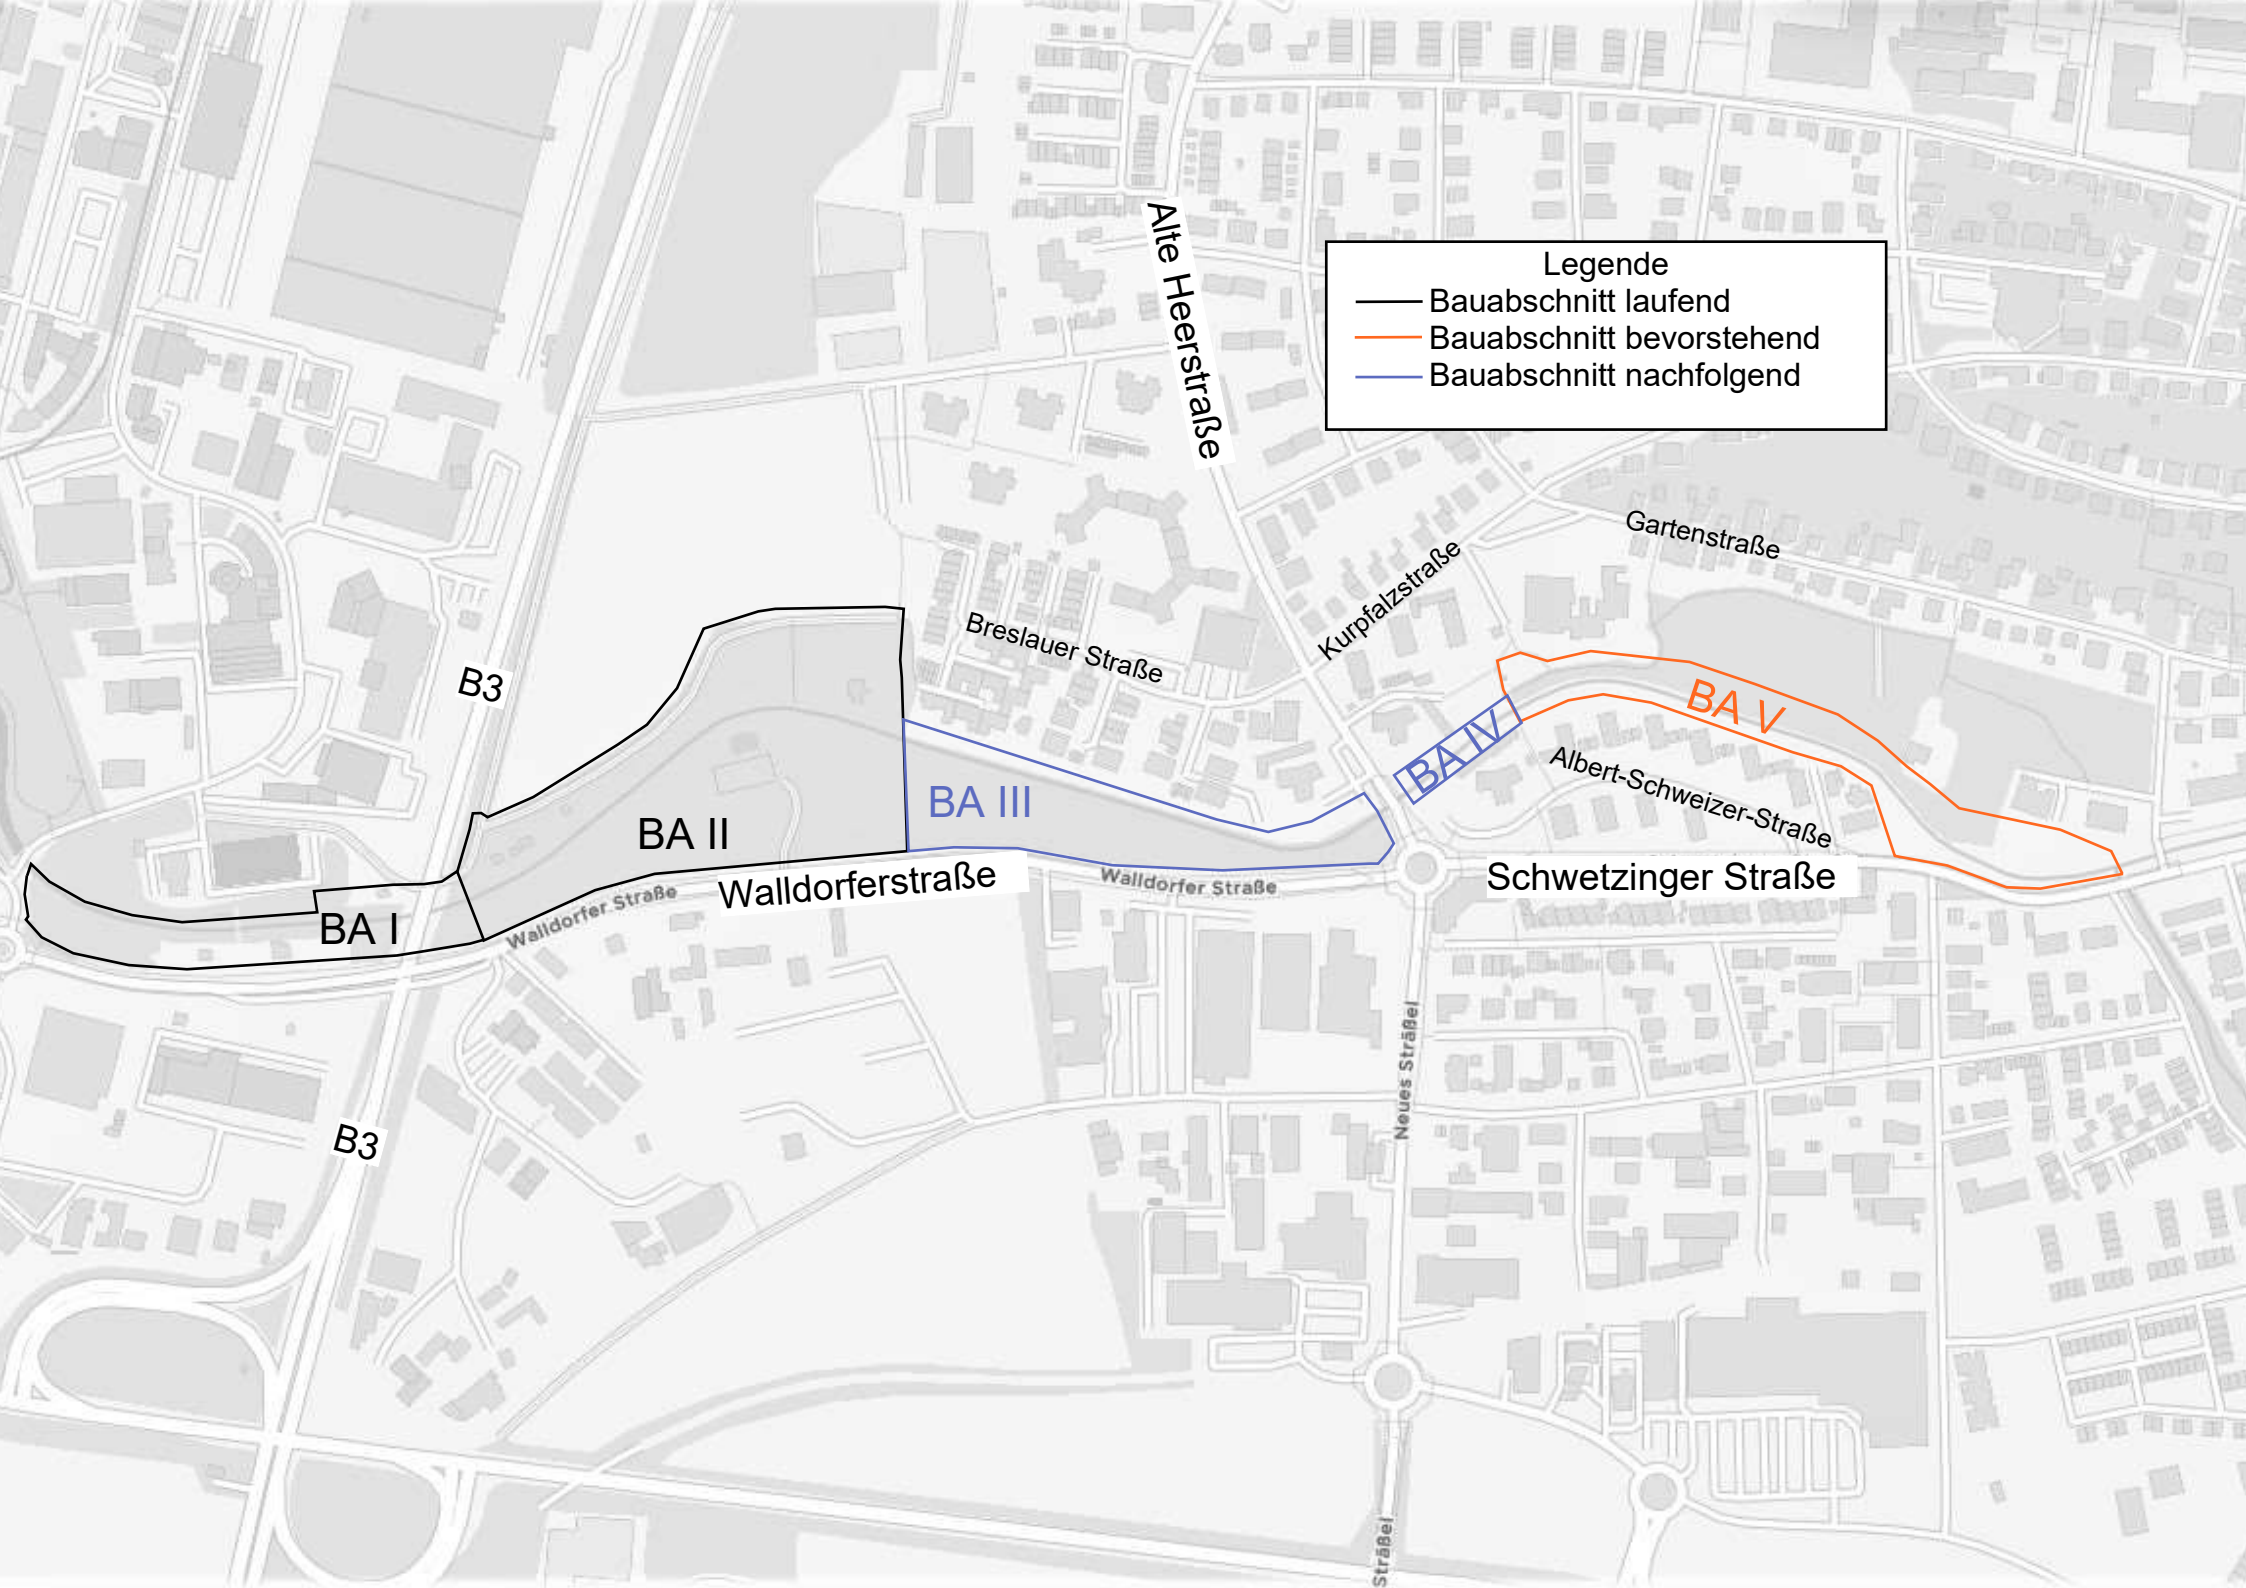 Alte Heerstraße
Legende
Bauabschnitt laufend
Bauabschnitt bevorstehend
Bauabschnitt nachfolgend
Gartenstraße
Kurpfalzstraße
Breslauer Straße
B3
BA V
BA IV
Albert-Schweizer-Straße
BA III
BA II
BA I
Walldorferstraße
Walldorfer Straße
Walldorfer Straße
Schwetzinger Straße
Neues Sträßel
B3
Sträßel